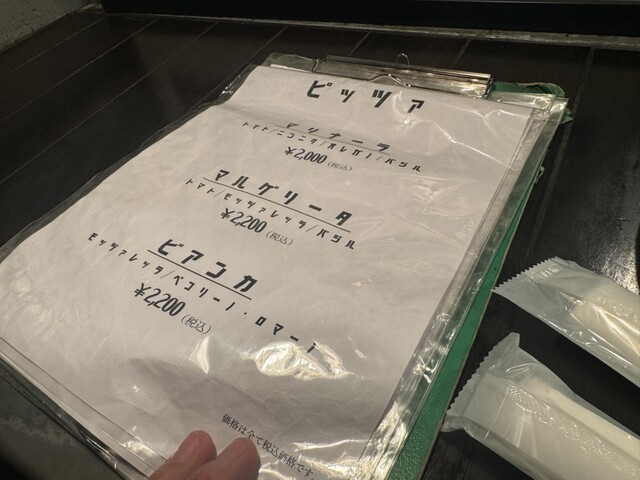 ピッツァ
マリナーラ
トマト/ニンニク/オレガノ/バジル
¥2,000(税込)
マルゲリータ
トマト/モッツァレッラ/バジル
¥2,200(税込)
ビアコカ
モッツァレッラ/ペコリーノ・ロマーノ
¥2,200(税込)
価格は全て税込価格です。